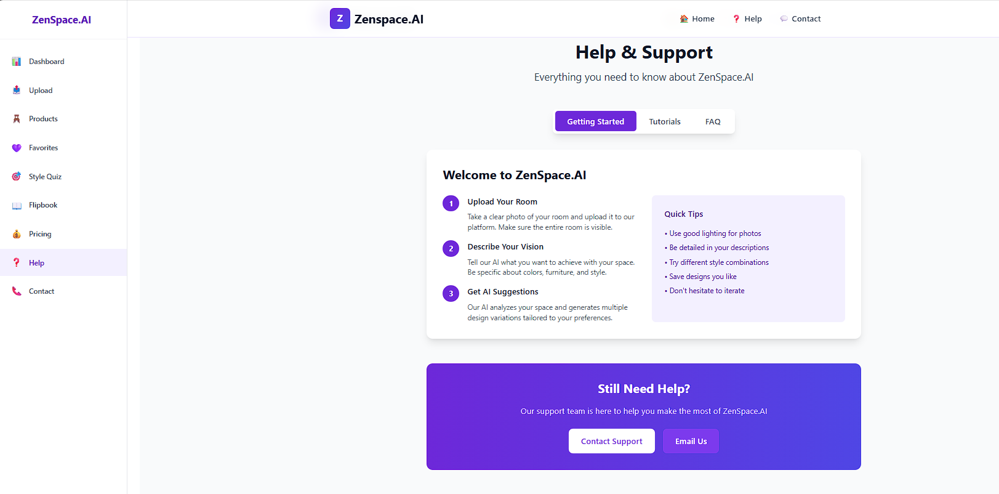 ZenSpace.AI
Dashboard
Upload
Products
Favorites
Style Quiz
Flipbook
Pricing
Help
Contact
Z Zenspace.AI
Home Help Contact
Help & Support
Everything you need to know about ZenSpace.AI
Getting Started Tutorials FAQ
Welcome to ZenSpace.AI
1 Upload Your Room
Take a clear photo of your room and upload it to our
platform. Make sure the entire room is visible.
2 Describe Your Vision
Tell our AI what you want to achieve with your space.
Be specific about colors, furniture, and style.
3 Get AI Suggestions
Our AI analyzes your space and generates multiple
design variations tailored to your preferences.
Quick Tips
• Use good lighting for photos
• Be detailed in your descriptions
• Try different style combinations
• Save designs you like
• Don't hesitate to iterate
Still Need Help?
Our support team is here to help you make the most of ZenSpace.AI
Contact Support Email Us